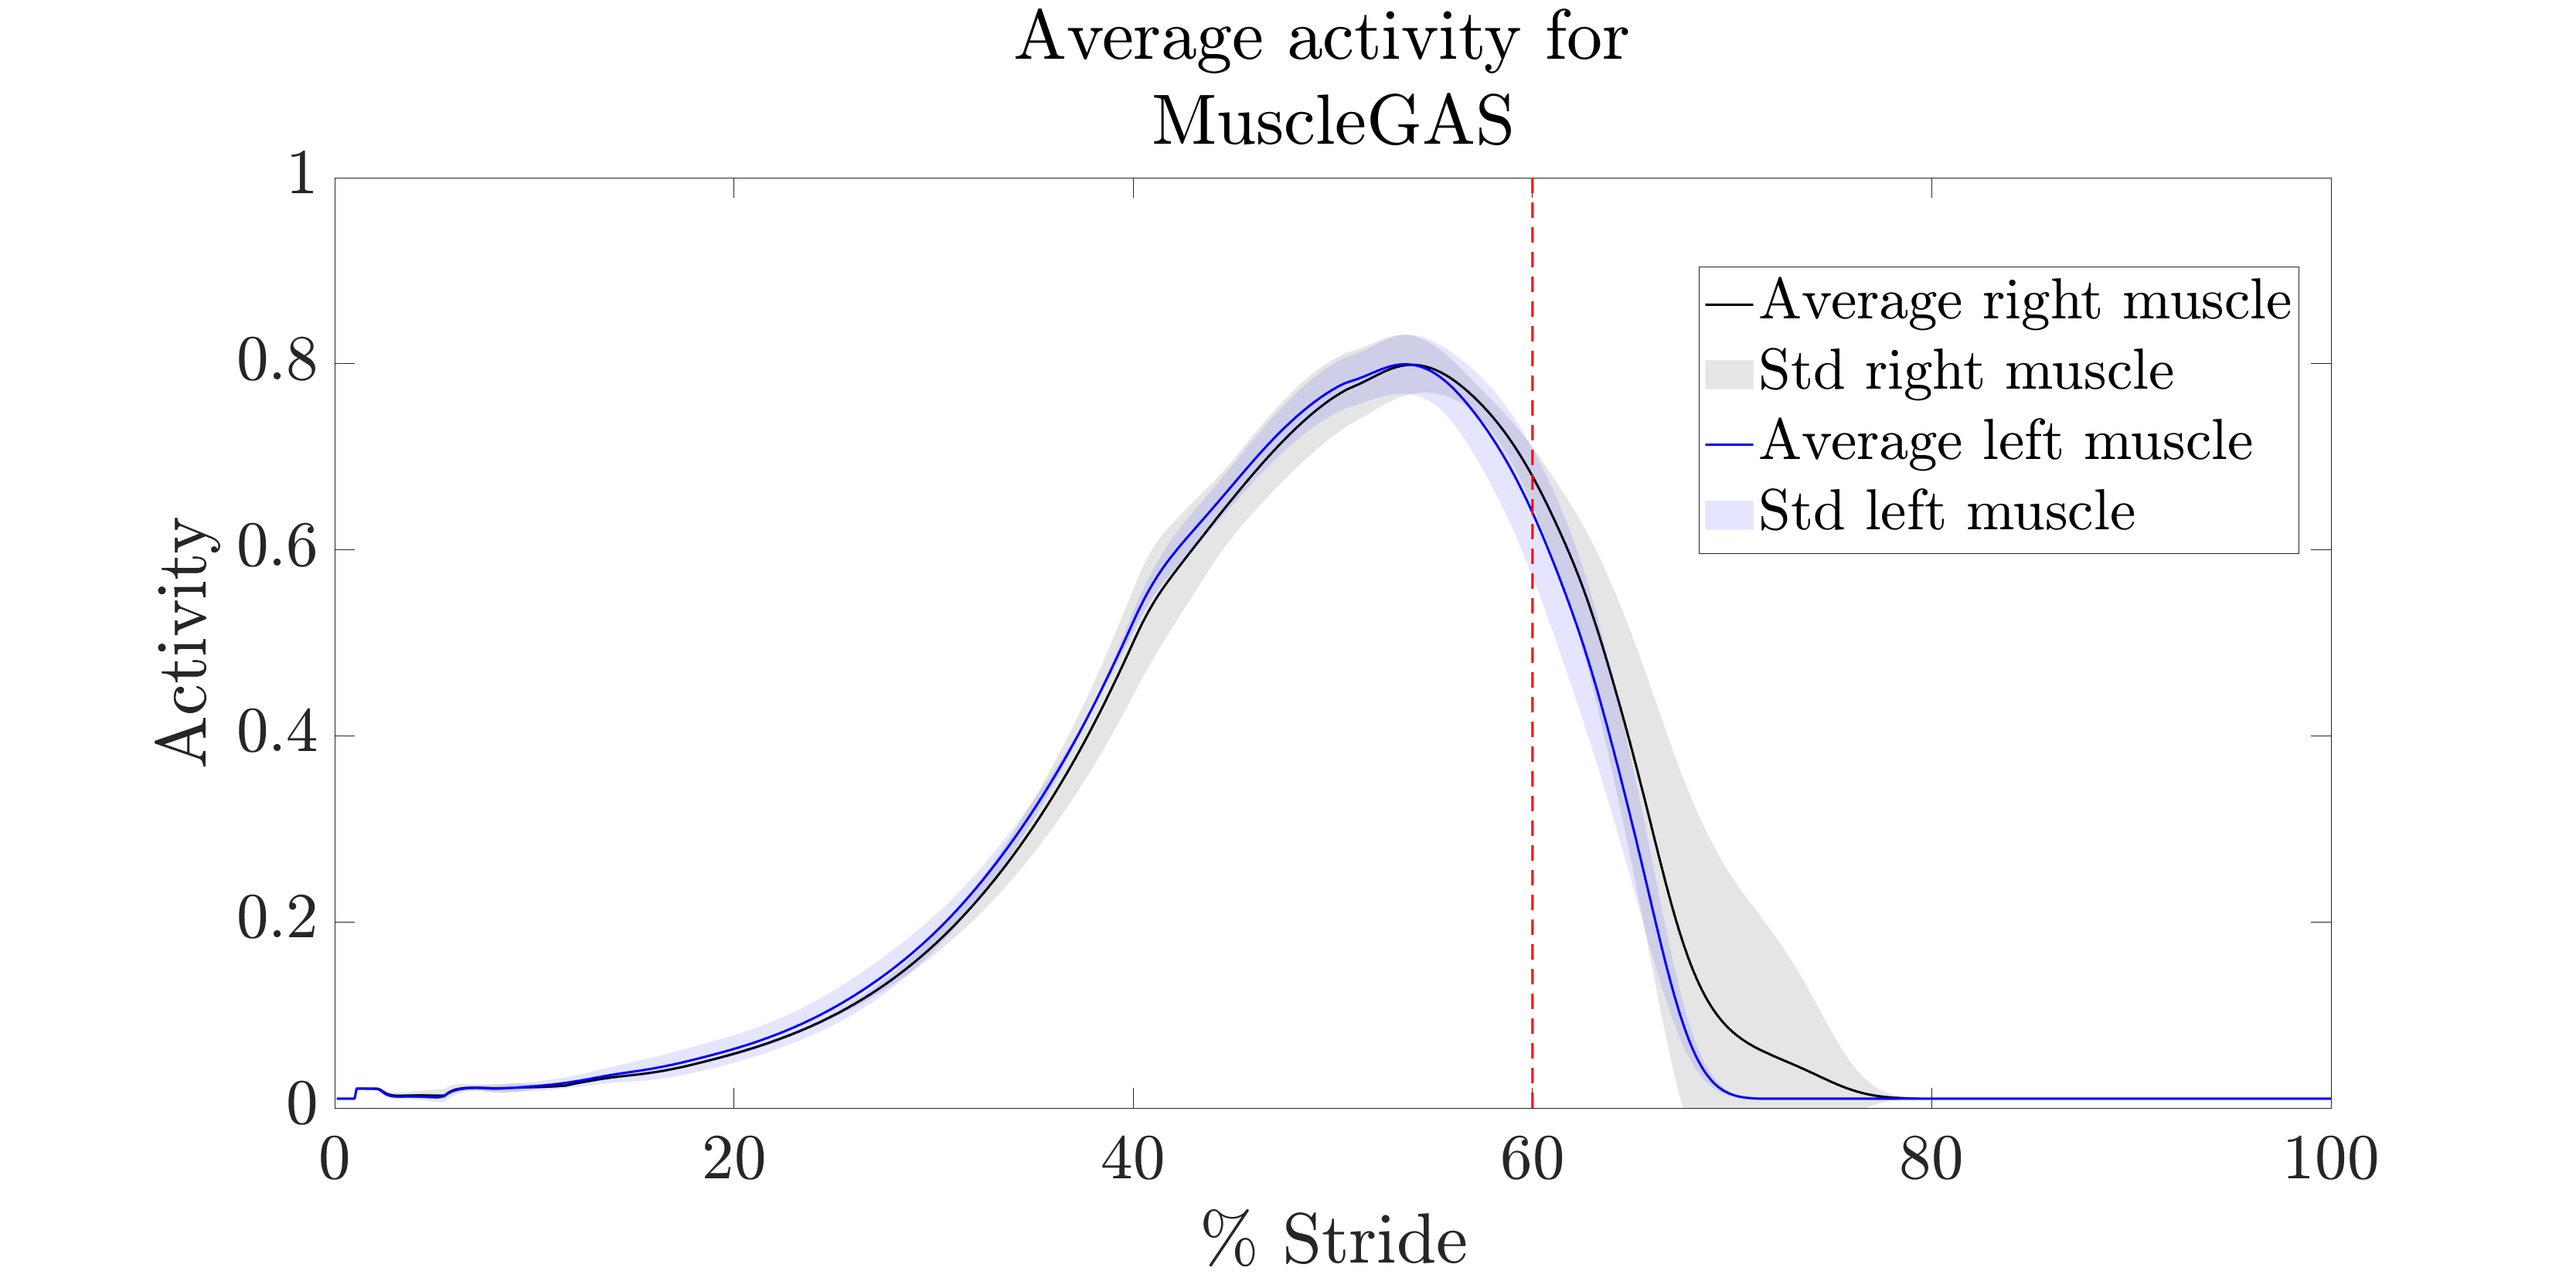 Average activity for
MuscleGAS
1
0.8
0.6
0.4
0.2
0
Activity
Average right muscle
Std right muscle
Average left muscle
Std left muscle
0 20 40 60 80 100
% Stride